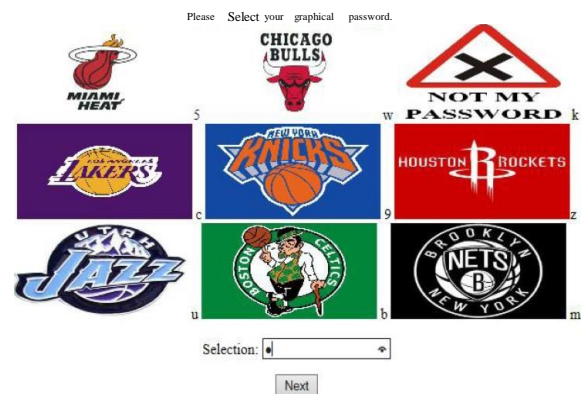 Please Select your graphical password.
MIAMI HEAT
5
CHICAGO BULLS
w
NOT MY PASSWORD
k
LOS ANGELES LAKERS
c
NEW YORK KNICKS
9
HOUSTON R ROCKETS
z
UTAH JAZZ
u
BOSTON CELTICS
b
BROOKLYN NETS B NEW YORK
m
Selection:
Next